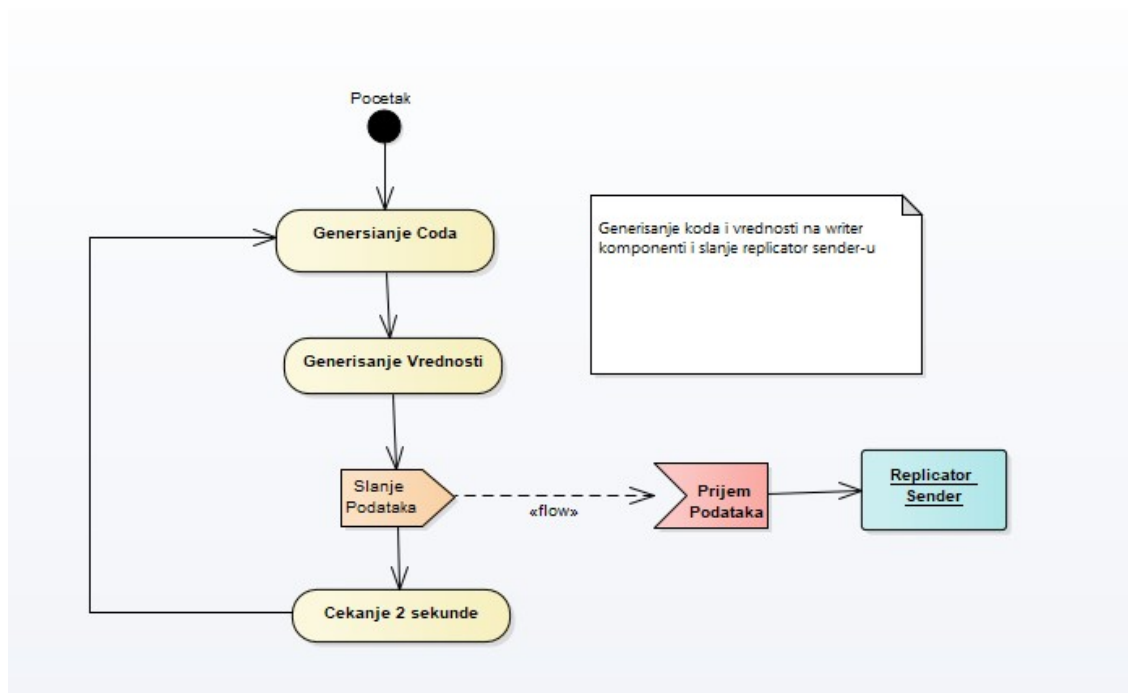 Pocetak
Genersianje Coda
Generisanje koda i vrednosti na writer
komponenti i slanje replicator sender-u
Generisanje Vrednosti
Slanje
Podataka
«flow»
Prijem
Podataka
Replicator
Sender
Cekanje 2 sekunde